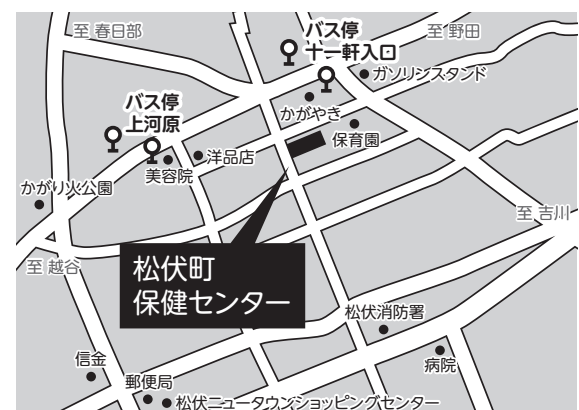 至 春日部
バス停
十一軒入口
至 野田
ガソリンスタンド
かがやき
バス停
上河原
保育園
洋品店
美容院
かがり火公園
至 吉川
至 越谷
松伏町
保健センター
松伏消防署
信金
病院
郵便局
松伏ニュータウンショッピングセンター